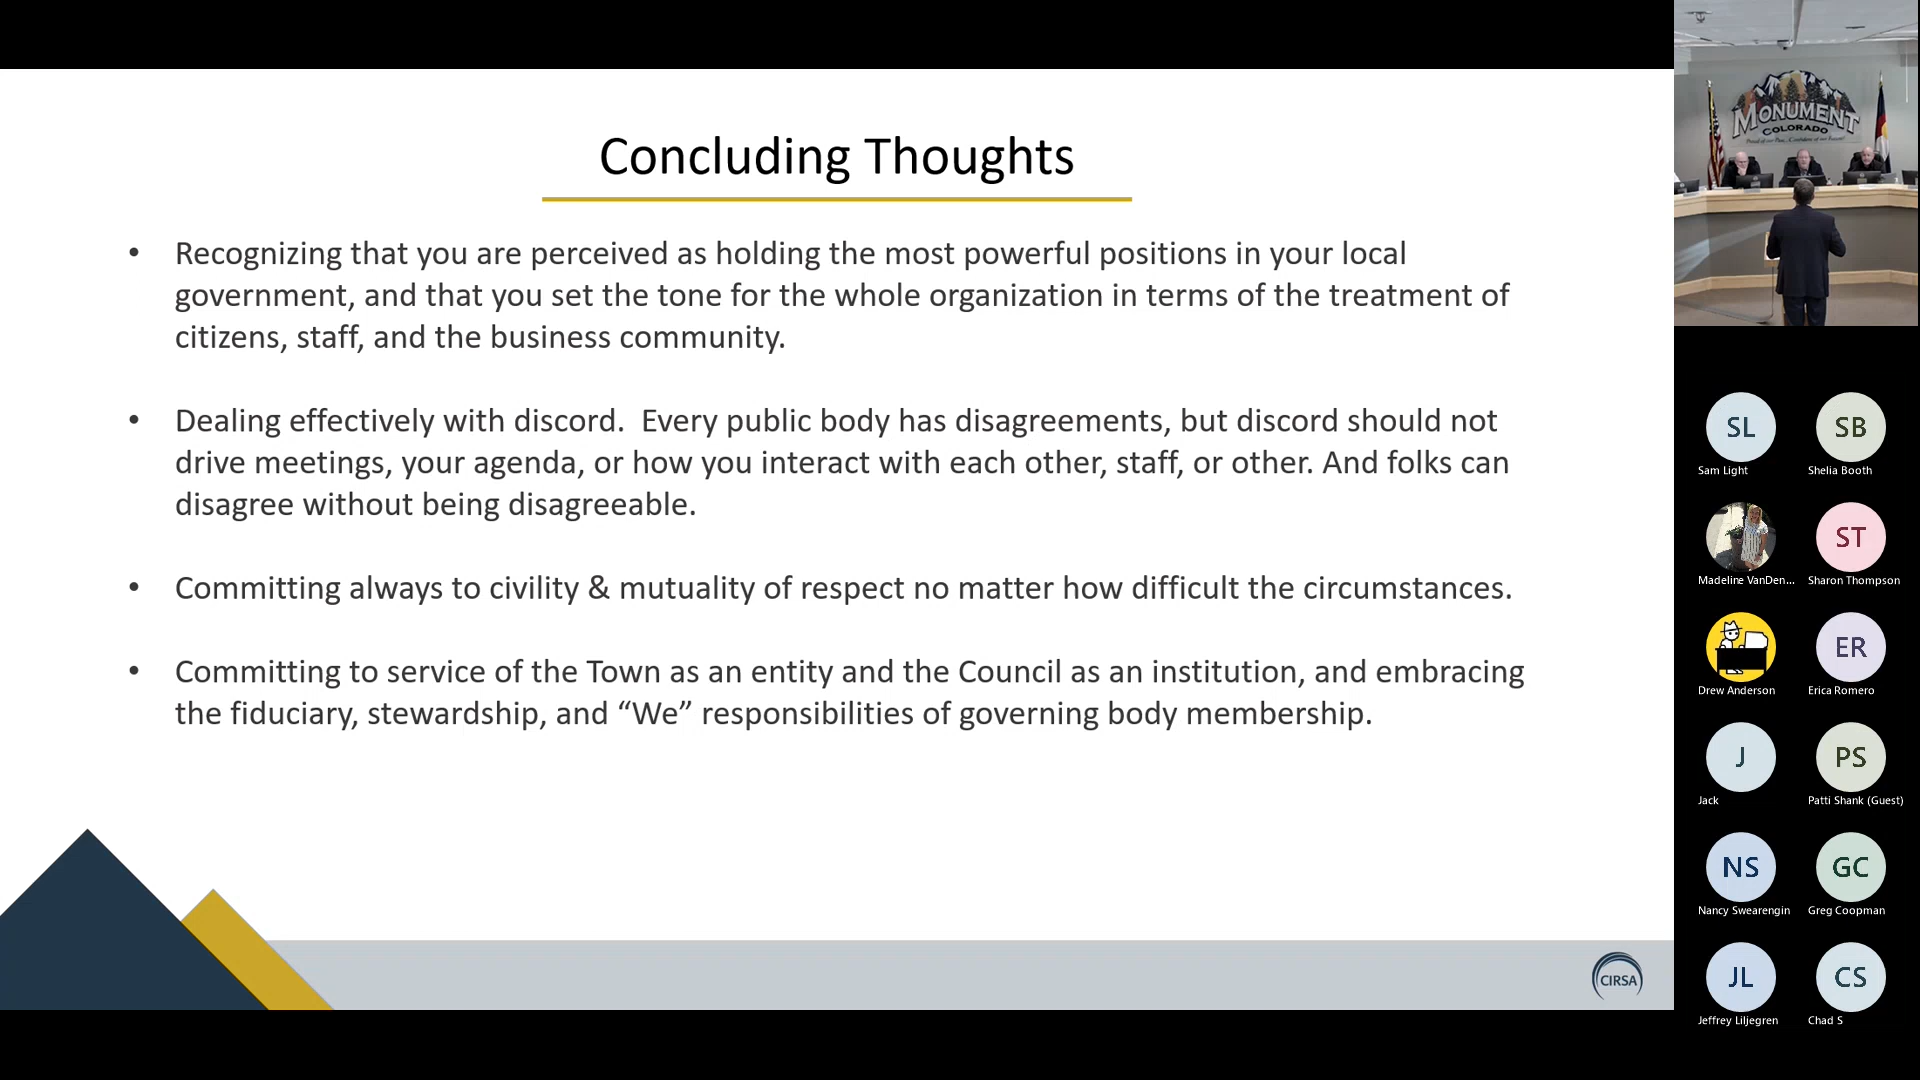 Concluding Thoughts
• Recognizing that you are perceived as holding the most powerful positions in your local
government, and that you set the tone for the whole organization in terms of the treatment of
citizens, staff, and the business community.
• Dealing effectively with discord.  Every public body has disagreements, but discord should not
drive meetings, your agenda, or how you interact with each other, staff, or other. And folks can
disagree without being disagreeable.
• Committing always to civility & mutuality of respect no matter how difficult the circumstances.
• Committing to service of the Town as an entity and the Council as an institution, and embracing
the fiduciary, stewardship, and “We” responsibilities of governing body membership.
CIRSA
MONUMENT
COLORADO
SL
SB
Sam Light
Shelia Booth
ST
Madeline VanDen...
Sharon Thompson
ER
Drew Anderson
Erica Romero
J
PS
Jack
Patti Shank (Guest)
NS
GC
Nancy Swearengin
Greg Coopman
JL
CS
Jeffrey Liljegren
Chad S